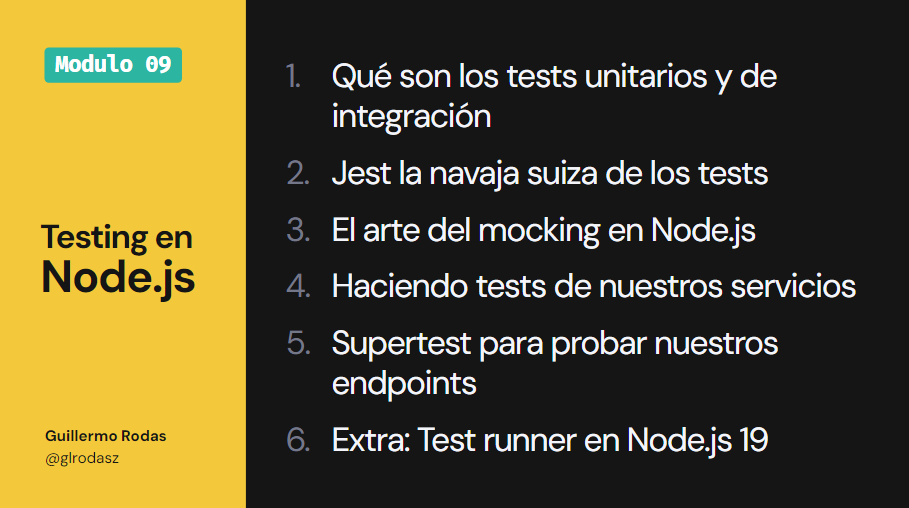 Modulo 09
Testing en
Node.js
Guillermo Rodas
@glrodasz
1. Qué son los tests unitarios y de
integración
2. Jest la navaja suiza de los tests
3. El arte del mocking en Node.js
4. Haciendo tests de nuestros servicios
5. Supertest para probar nuestros
endpoints
6. Extra: Test runner en Node.js 19